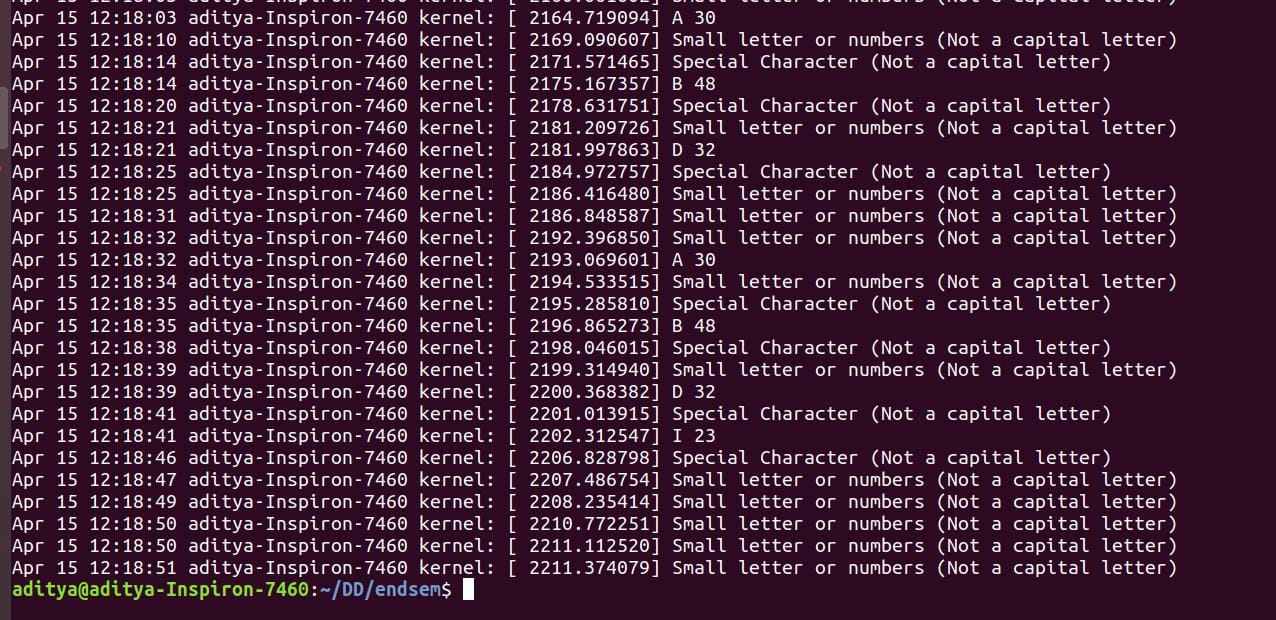 Apr 15 12:18:03 aditya-Inspiron-7460 kernel: [ 2164.719094] A 30
Apr 15 12:18:10 aditya-Inspiron-7460 kernel: [ 2169.090607] Small letter or numbers (Not a capital letter)
Apr 15 12:18:14 aditya-Inspiron-7460 kernel: [ 2171.571465] Special Character (Not a capital letter)
Apr 15 12:18:14 aditya-Inspiron-7460 kernel: [ 2175.167357] B 48
Apr 15 12:18:20 aditya-Inspiron-7460 kernel: [ 2178.631751] Special Character (Not a capital letter)
Apr 15 12:18:21 aditya-Inspiron-7460 kernel: [ 2181.209726] Small letter or numbers (Not a capital letter)
Apr 15 12:18:21 aditya-Inspiron-7460 kernel: [ 2181.997863] D 32
Apr 15 12:18:25 aditya-Inspiron-7460 kernel: [ 2184.972757] Special Character (Not a capital letter)
Apr 15 12:18:25 aditya-Inspiron-7460 kernel: [ 2186.416480] Small letter or numbers (Not a capital letter)
Apr 15 12:18:31 aditya-Inspiron-7460 kernel: [ 2186.848587] Small letter or numbers (Not a capital letter)
Apr 15 12:18:32 aditya-Inspiron-7460 kernel: [ 2192.396850] Small letter or numbers (Not a capital letter)
Apr 15 12:18:32 aditya-Inspiron-7460 kernel: [ 2193.069601] A 30
Apr 15 12:18:34 aditya-Inspiron-7460 kernel: [ 2194.533515] Small letter or numbers (Not a capital letter)
Apr 15 12:18:35 aditya-Inspiron-7460 kernel: [ 2195.285810] Special Character (Not a capital letter)
Apr 15 12:18:35 aditya-Inspiron-7460 kernel: [ 2196.865273] B 48
Apr 15 12:18:38 aditya-Inspiron-7460 kernel: [ 2198.046015] Special Character (Not a capital letter)
Apr 15 12:18:39 aditya-Inspiron-7460 kernel: [ 2199.314940] Small letter or numbers (Not a capital letter)
Apr 15 12:18:39 aditya-Inspiron-7460 kernel: [ 2200.368382] D 32
Apr 15 12:18:41 aditya-Inspiron-7460 kernel: [ 2201.013915] Special Character (Not a capital letter)
Apr 15 12:18:41 aditya-Inspiron-7460 kernel: [ 2202.312547] I 23
Apr 15 12:18:46 aditya-Inspiron-7460 kernel: [ 2206.828798] Special Character (Not a capital letter)
Apr 15 12:18:47 aditya-Inspiron-7460 kernel: [ 2207.486754] Small letter or numbers (Not a capital letter)
Apr 15 12:18:49 aditya-Inspiron-7460 kernel: [ 2208.235414] Small letter or numbers (Not a capital letter)
Apr 15 12:18:50 aditya-Inspiron-7460 kernel: [ 2210.772251] Small letter or numbers (Not a capital letter)
Apr 15 12:18:50 aditya-Inspiron-7460 kernel: [ 2211.112520] Small letter or numbers (Not a capital letter)
Apr 15 12:18:51 aditya-Inspiron-7460 kernel: [ 2211.374079] Small letter or numbers (Not a capital letter)
aditya@aditya-Inspiron-7460:~/DD/endsem$